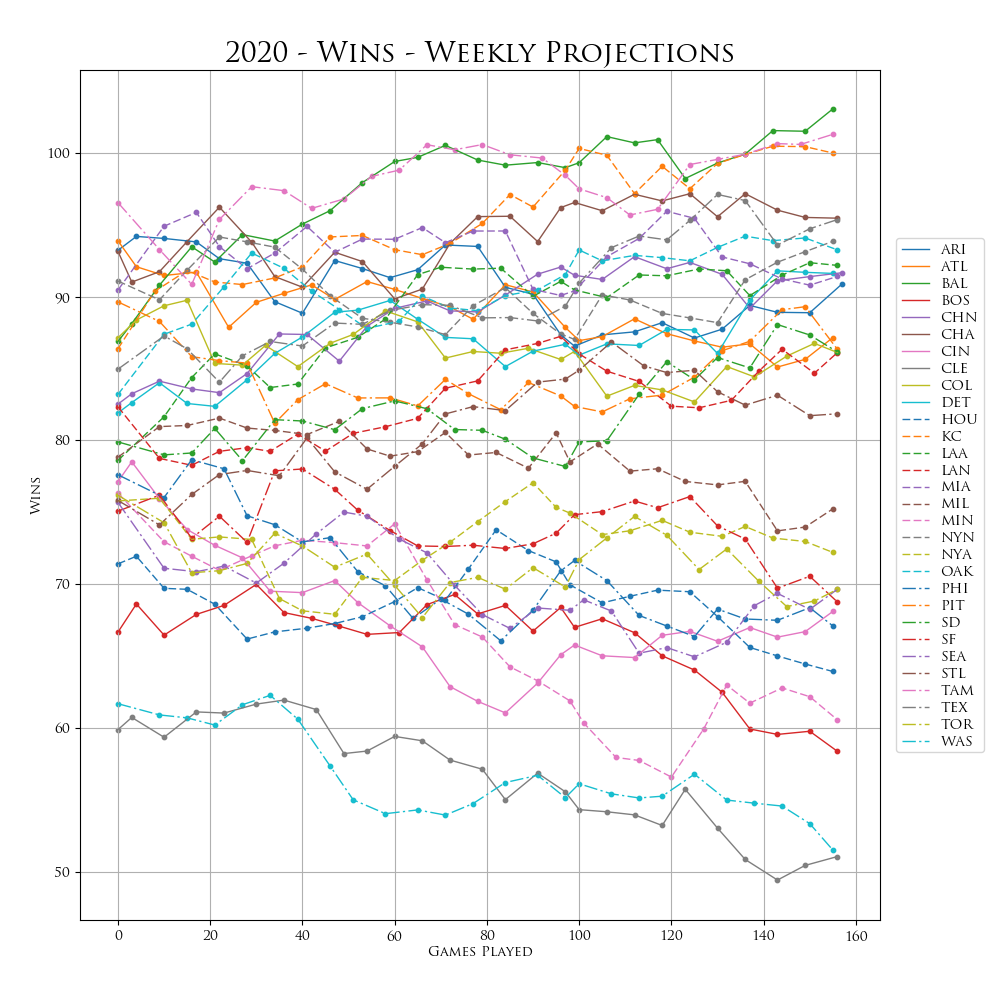 2020 - Wins - Weekly Projections
Wins
100
90
80
70
60
50
0 20 40 60 80 100 120 140 160
Games Played
ARI
ATL
BAL
BOS
CHN
CHA
CIN
CLE
COL
DET
HOU
KC
LAA
LAN
MIA
MIL
MIN
NYN
NYA
OAK
PHI
PIT
SD
SF
SEA
STL
TAM
TEX
TOR
WAS